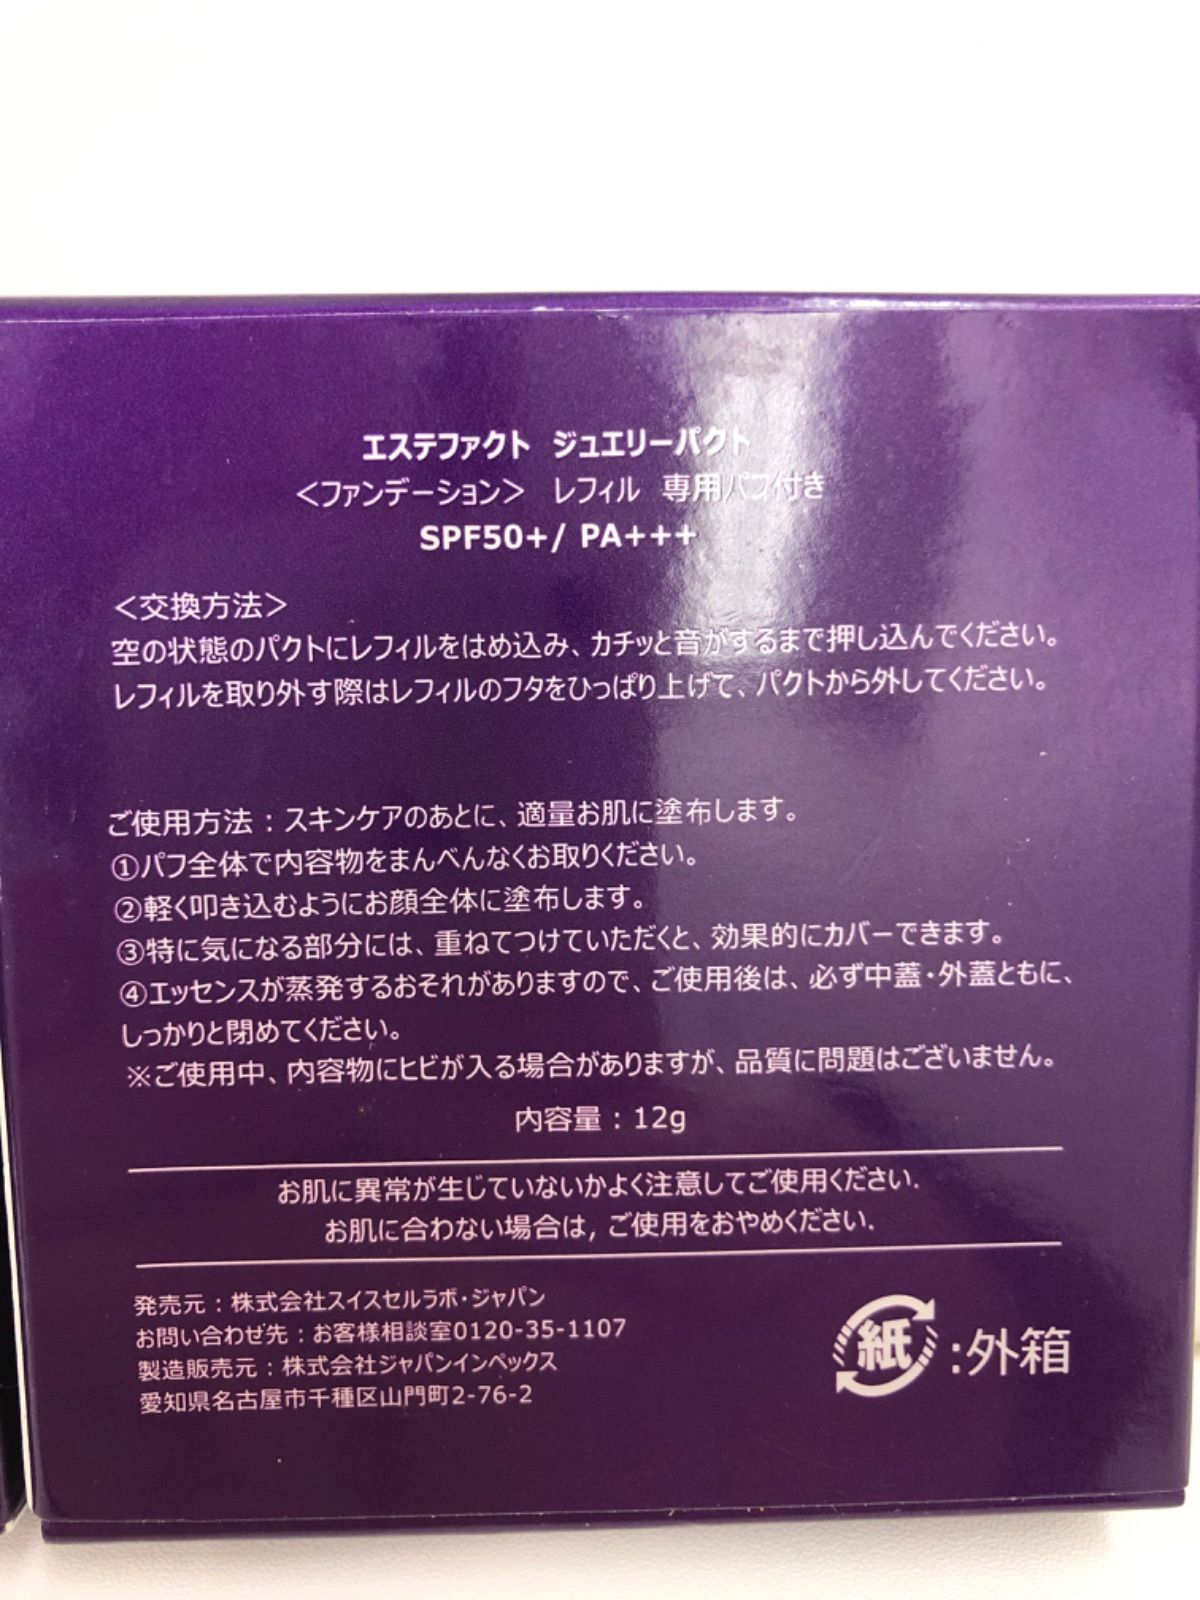 エステファクト ジュエリーパクト
＜ファンデーション＞ レフィル 専用パフ付き
SPF50+/ PA+++
＜交換方法＞
空の状態のパクトにレフィルをはめ込み、カチッと音がするまで押し込んでください。
レフィルを取り外す際はレフィルのフタをひっぱり上げて、パクトから外してください。
ご使用方法 : スキンケアのあとに、適量お肌に塗布します。
①パフ全体で内容物をまんべんなくお取りください。
②軽く叩き込むようにお顔全体に塗布します。
③特に気になる部分には、重ねてつけていただくと、効果的にカバーできます。
④エッセンスが蒸発するおそれがありますので、ご使用後は、必ず中蓋・外蓋ともに、
しっかりと閉めてください。
※ご使用中、内容物にヒビが入る場合がありますが、品質に問題はございません。
内容量 : 12g
お肌に異常が生じていないかよく注意してご使用ください.
お肌に合わない場合は, ご使用をおやめください.
発売元 : 株式会社スイスセルラボ・ジャパン
お問い合わせ先 : お客様相談室0120-35-1107
製造販売元 : 株式会社ジャパンインペックス
愛知県名古屋市千種区山門町2-76-2
紙 :外箱